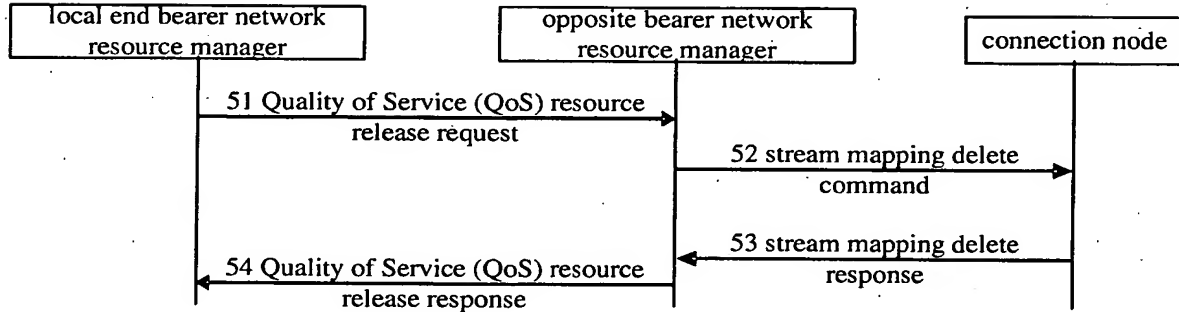 local end bearer network
resource manager
opposite bearer network
resource manager
connection node
51 Quality of Service (QoS) resource
release request
52 stream mapping delete
command
53 stream mapping delete
response
54 Quality of Service (QoS) resource
release response